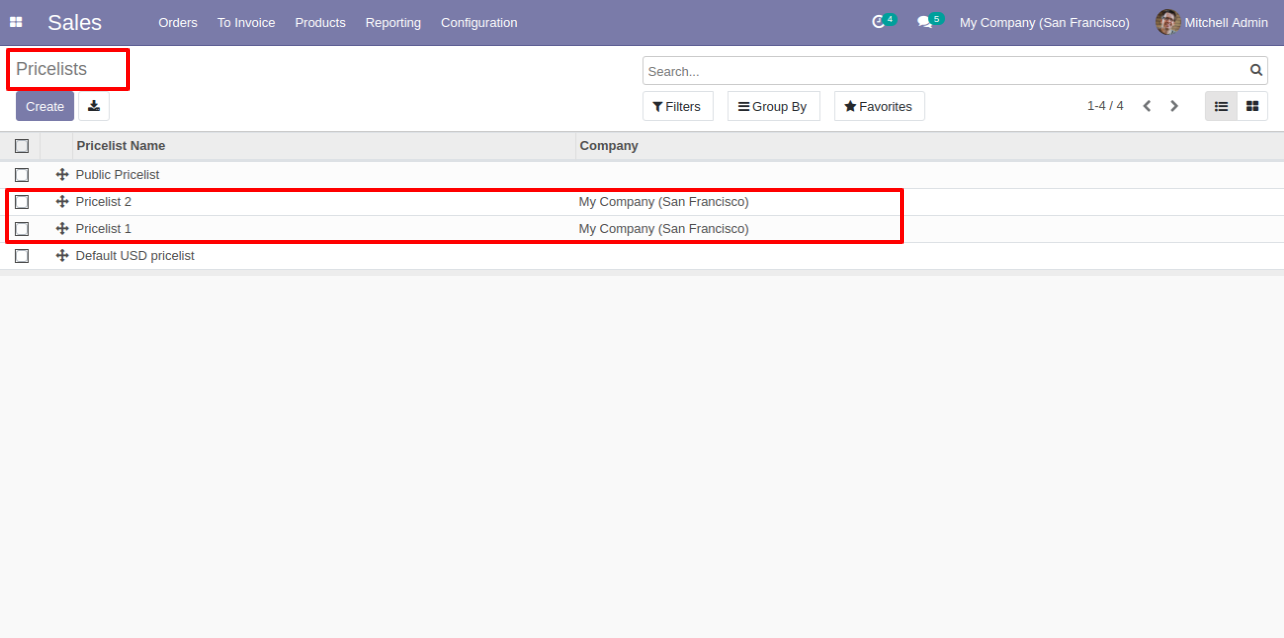 Sales Orders To Invoice Products Reporting Configuration 4 5 My Company (San Francisco) Mitchell Admin
Pricelists
Search...
Create
Filters Group By Favorites 1-4 / 4
Pricelist Name Company
Public Pricelist
Pricelist 2 My Company (San Francisco)
Pricelist 1 My Company (San Francisco)
Default USD pricelist